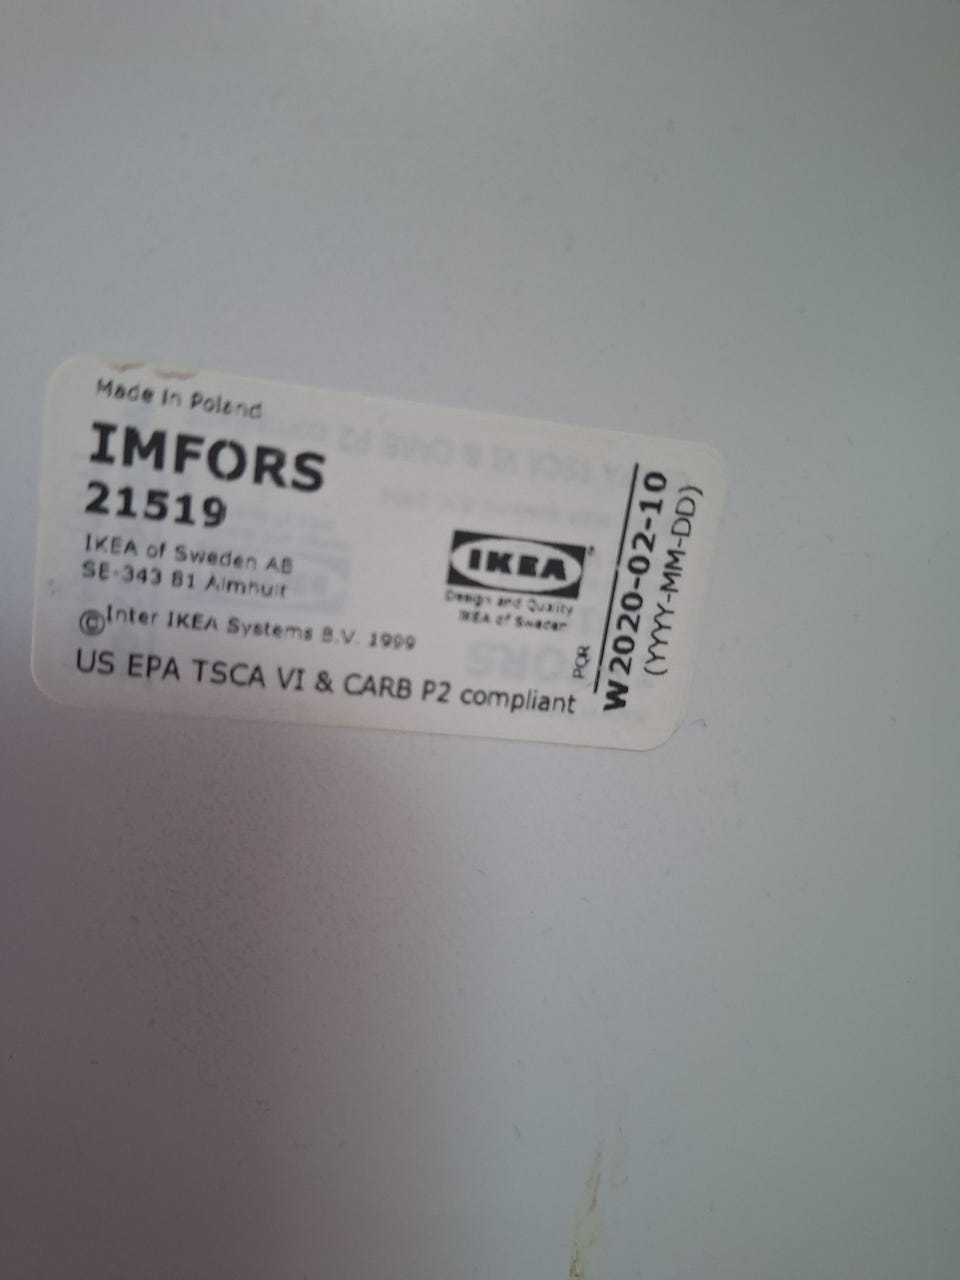 Made in Poland
IMFORS
21519
IKEA of Sweden AB
SE-343 81 Älmhult
©Inter IKEA Systems B.V. 1999
US EPA TSCA VI & CARB P2 compliant
IKEA®
Design and Quality
IKEA of Sweden
PQR
W2020-02-10
(YYYY-MM-DD)